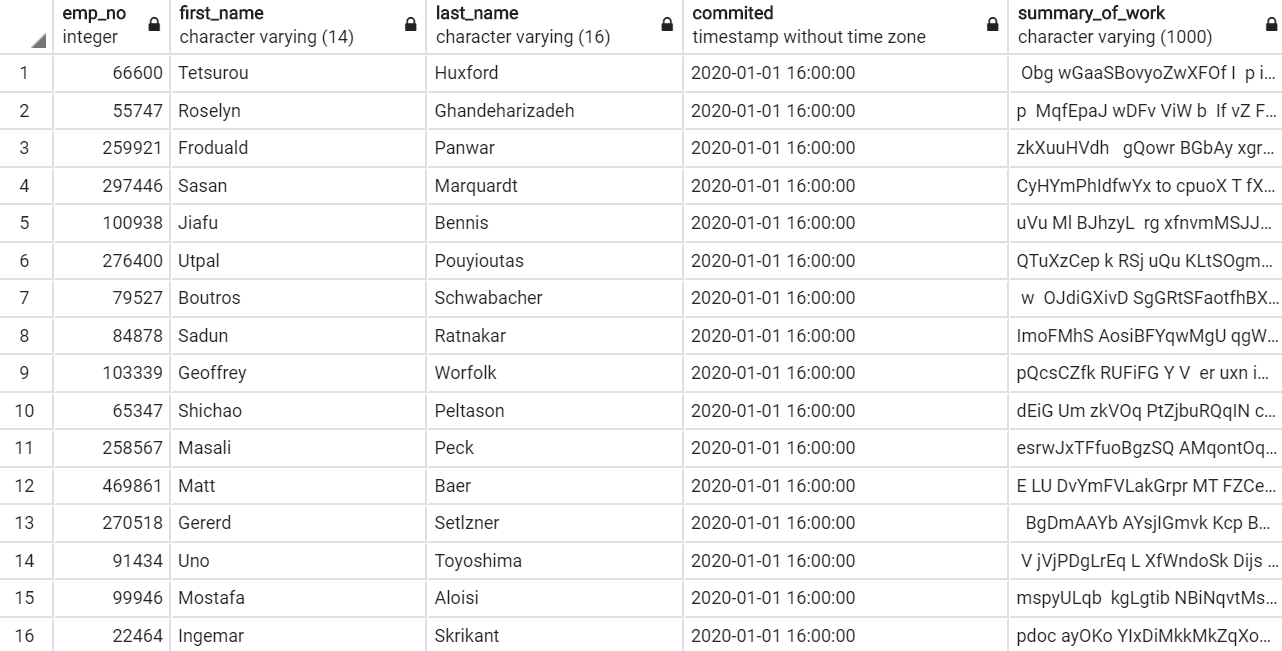 emp_no first_name last_name commited summary_of_work
integer character varying (14) character varying (16) timestamp without time zone character varying (1000)
1 66600 Tetsurou Huxford 2020-01-01 16:00:00 Obg wGaaSBovyoZwXFOf I p i...
2 55747 Roselyn Ghandeharizadeh 2020-01-01 16:00:00 p MqfEpaJ wDFv ViW b If vZ F...
3 259921 Froduald Panwar 2020-01-01 16:00:00 zkXuuHVdh gQowr BGbAy xgr...
4 297446 Sasan Marquardt 2020-01-01 16:00:00 CyHYmPhIdfwYx to cpuoX T fX...
5 100938 Jiafu Bennis 2020-01-01 16:00:00 uVu Ml BJhzyL rg xfnvmMSJJ...
6 276400 Utpal Pouyioutas 2020-01-01 16:00:00 QTuXzCep k RSj uQu KLtSOgm...
7 79527 Boutros Schwabacher 2020-01-01 16:00:00 w OJdiGXivD SgGRtSFaotfhBX...
8 84878 Sadun Ratnakar 2020-01-01 16:00:00 ImoFMhS AosiBFYqwMgU qgW...
9 103339 Geoffrey Worfolk 2020-01-01 16:00:00 pQcsCZfk RUFiFG Y V er uxn i...
10 65347 Shichao Peltason 2020-01-01 16:00:00 dEiG Um zkVOq PtZjbuRQqIN c...
11 258567 Masali Peck 2020-01-01 16:00:00 esrwJxTFfuoBgzSQ AMqontOq...
12 469861 Matt Baer 2020-01-01 16:00:00 E LU DvYmFVLakGrpr MT FZCe...
13 270518 Gererd Setlzner 2020-01-01 16:00:00 BgDmAAYb AYsjIGmvk Kcp B...
14 91434 Uno Toyoshima 2020-01-01 16:00:00 V jVjPDgLrEq L XfWndoSk Dijs ...
15 99946 Mostafa Aloisi 2020-01-01 16:00:00 mspyULqb kgLgtib NBiNqvtMs...
16 22464 Ingemar Skrikant 2020-01-01 16:00:00 pdoc ayOKo YIxDiMkkMkZqXo...